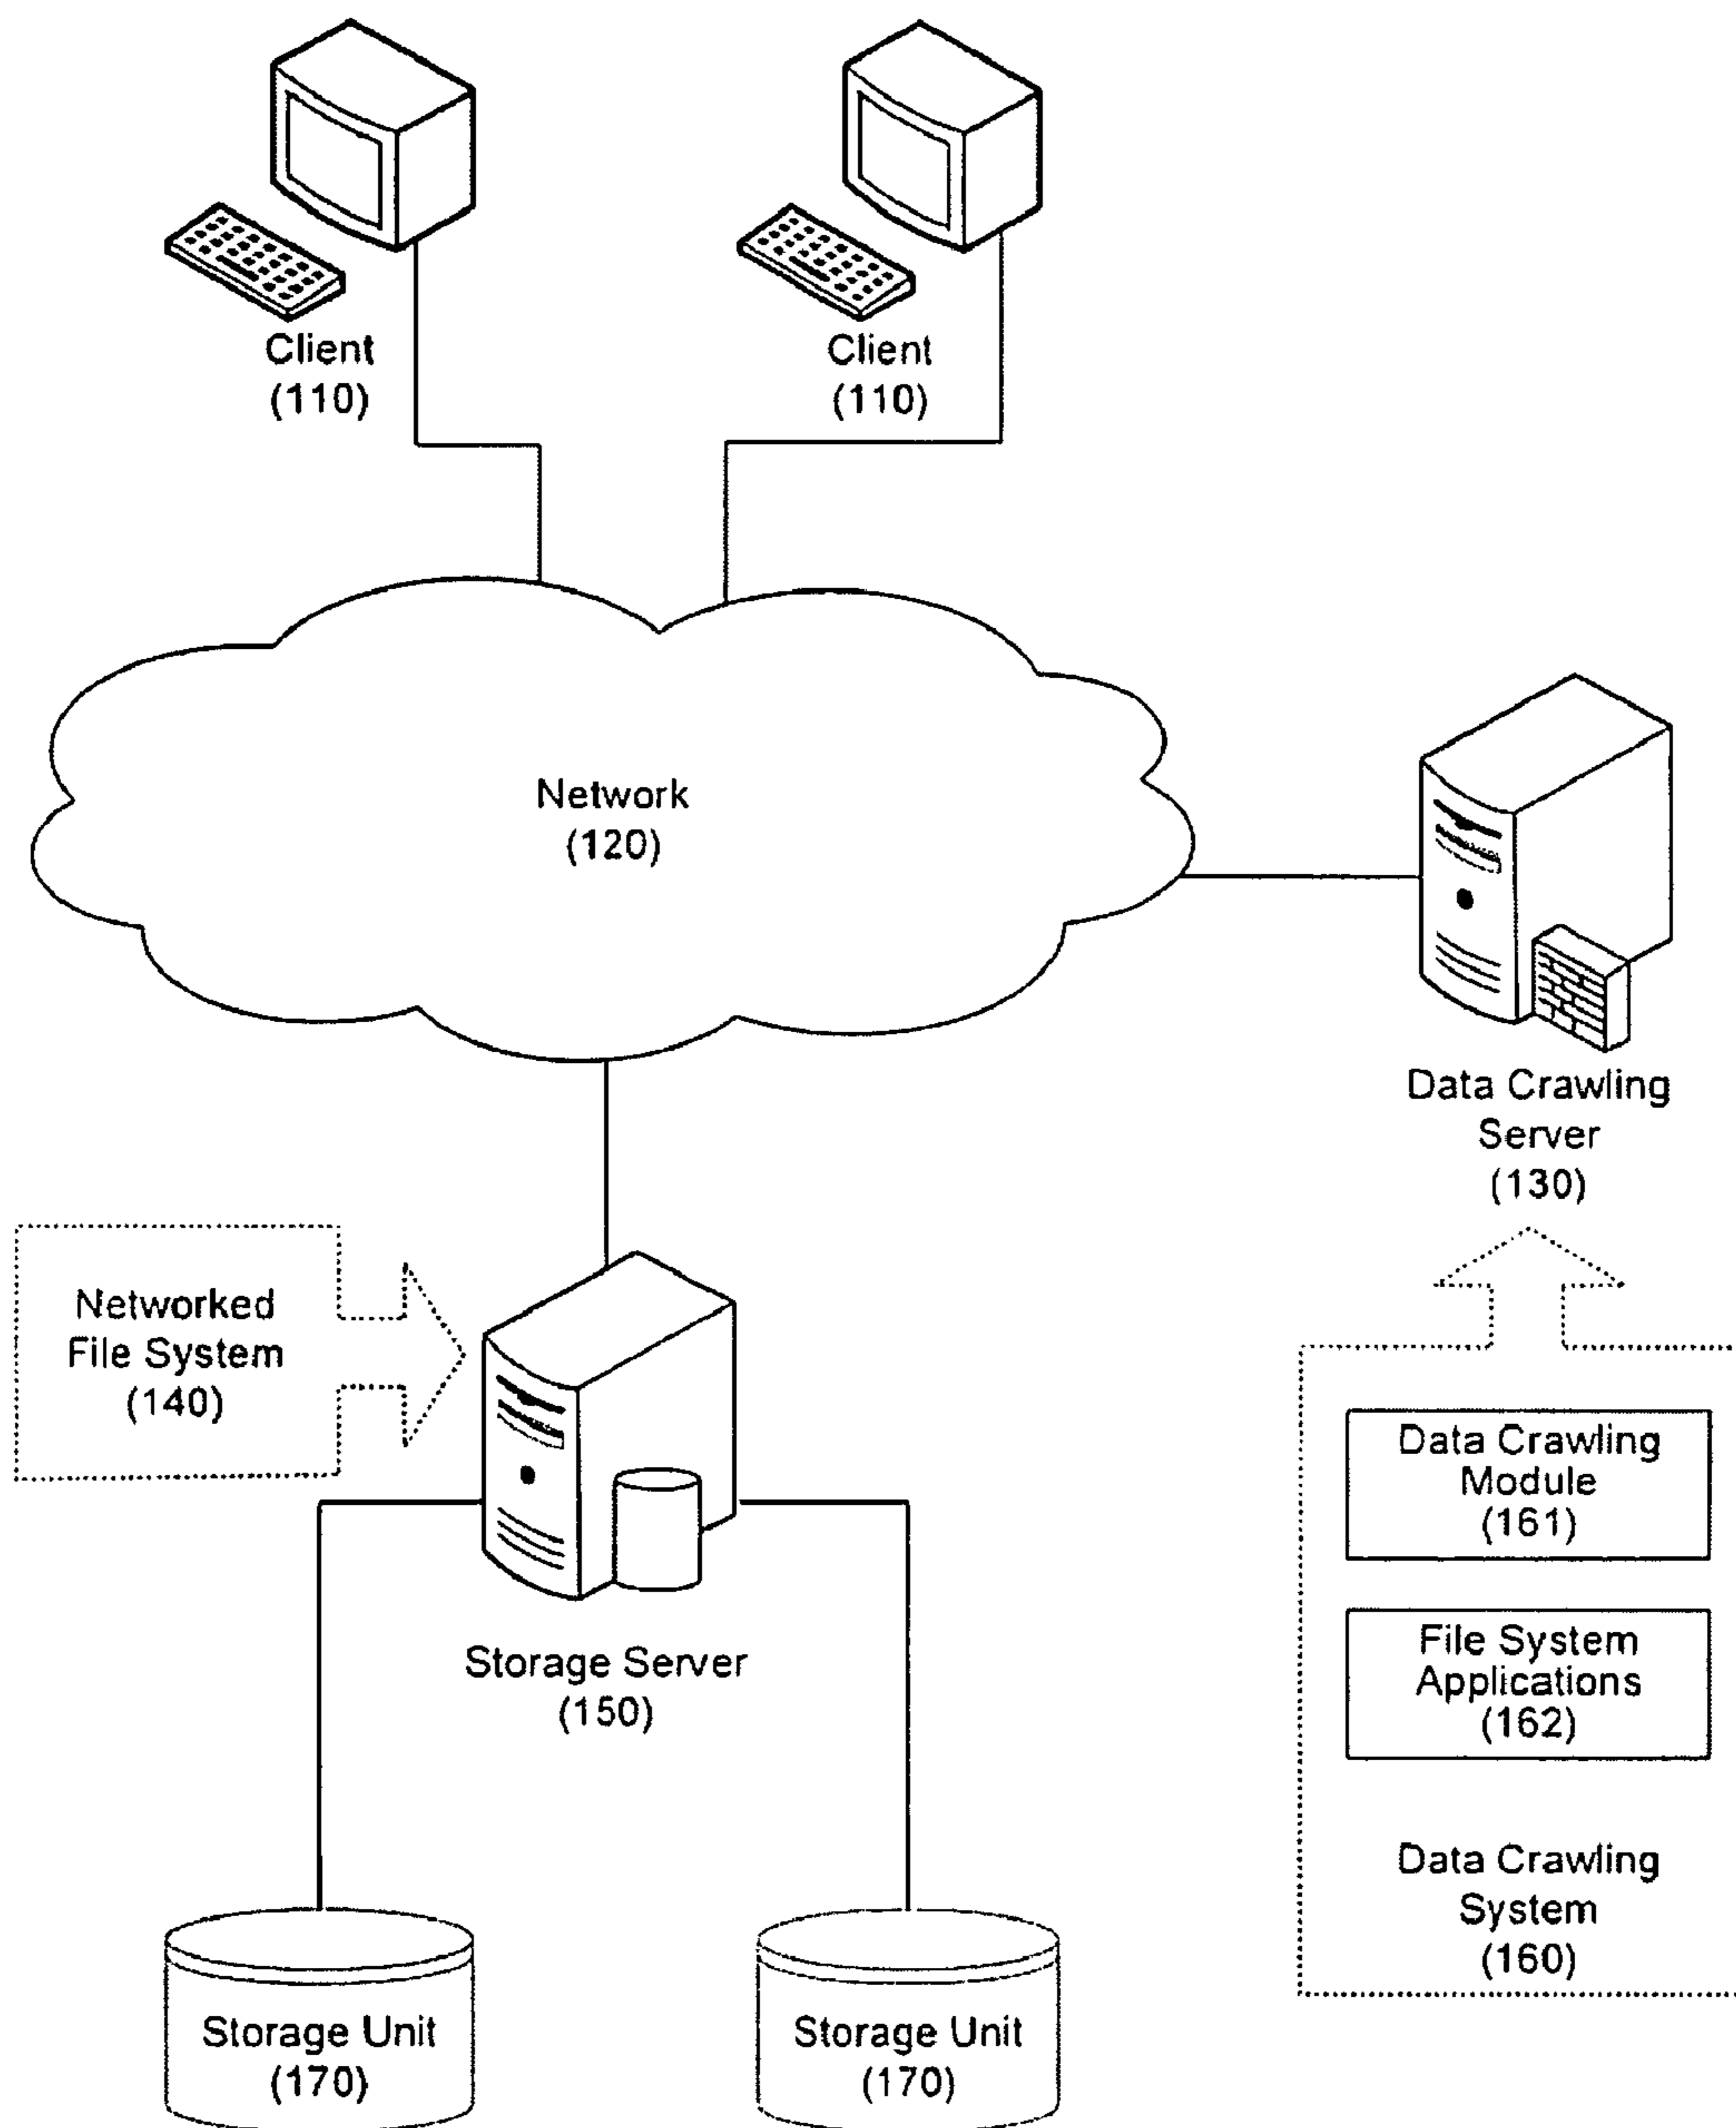 Client
(110)
Client
(110)
Network
(120)
Data Crawling
Server
(130)
Networked
File System
(140)
Data Crawling
Module
(161)
File System
Applications
(162)
Storage Server
(150)
Data Crawling
System
(160)
Storage Unit
(170)
Storage Unit
(170)